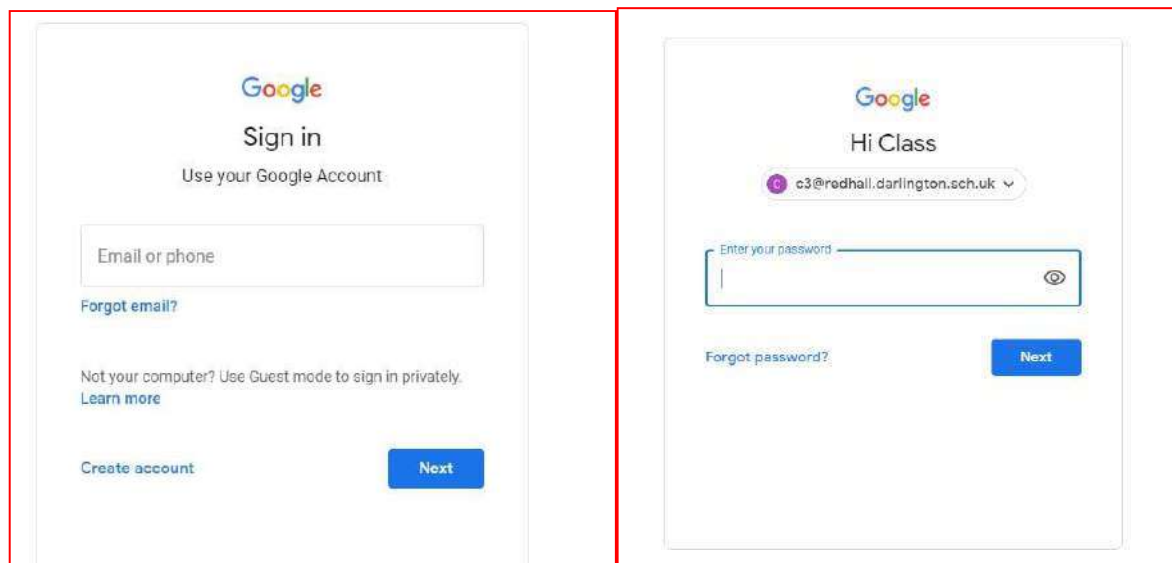 Google
Sign in
Use your Google Account
Email or phone
Forgot email?
Not your computer? Use Guest mode to sign in privately.
Learn more
Create account
Next
Google
Hi Class
C c3@redhall.darlington.sch.uk
Enter your password
Forgot password?
Next